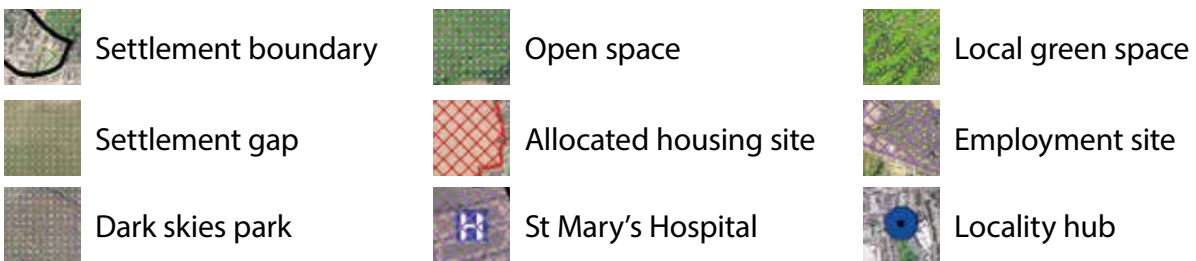 Settlement boundary
Open space
Local green space
Settlement gap
Allocated housing site
Employment site
Dark skies park
H
St Mary’s Hospital
Locality hub